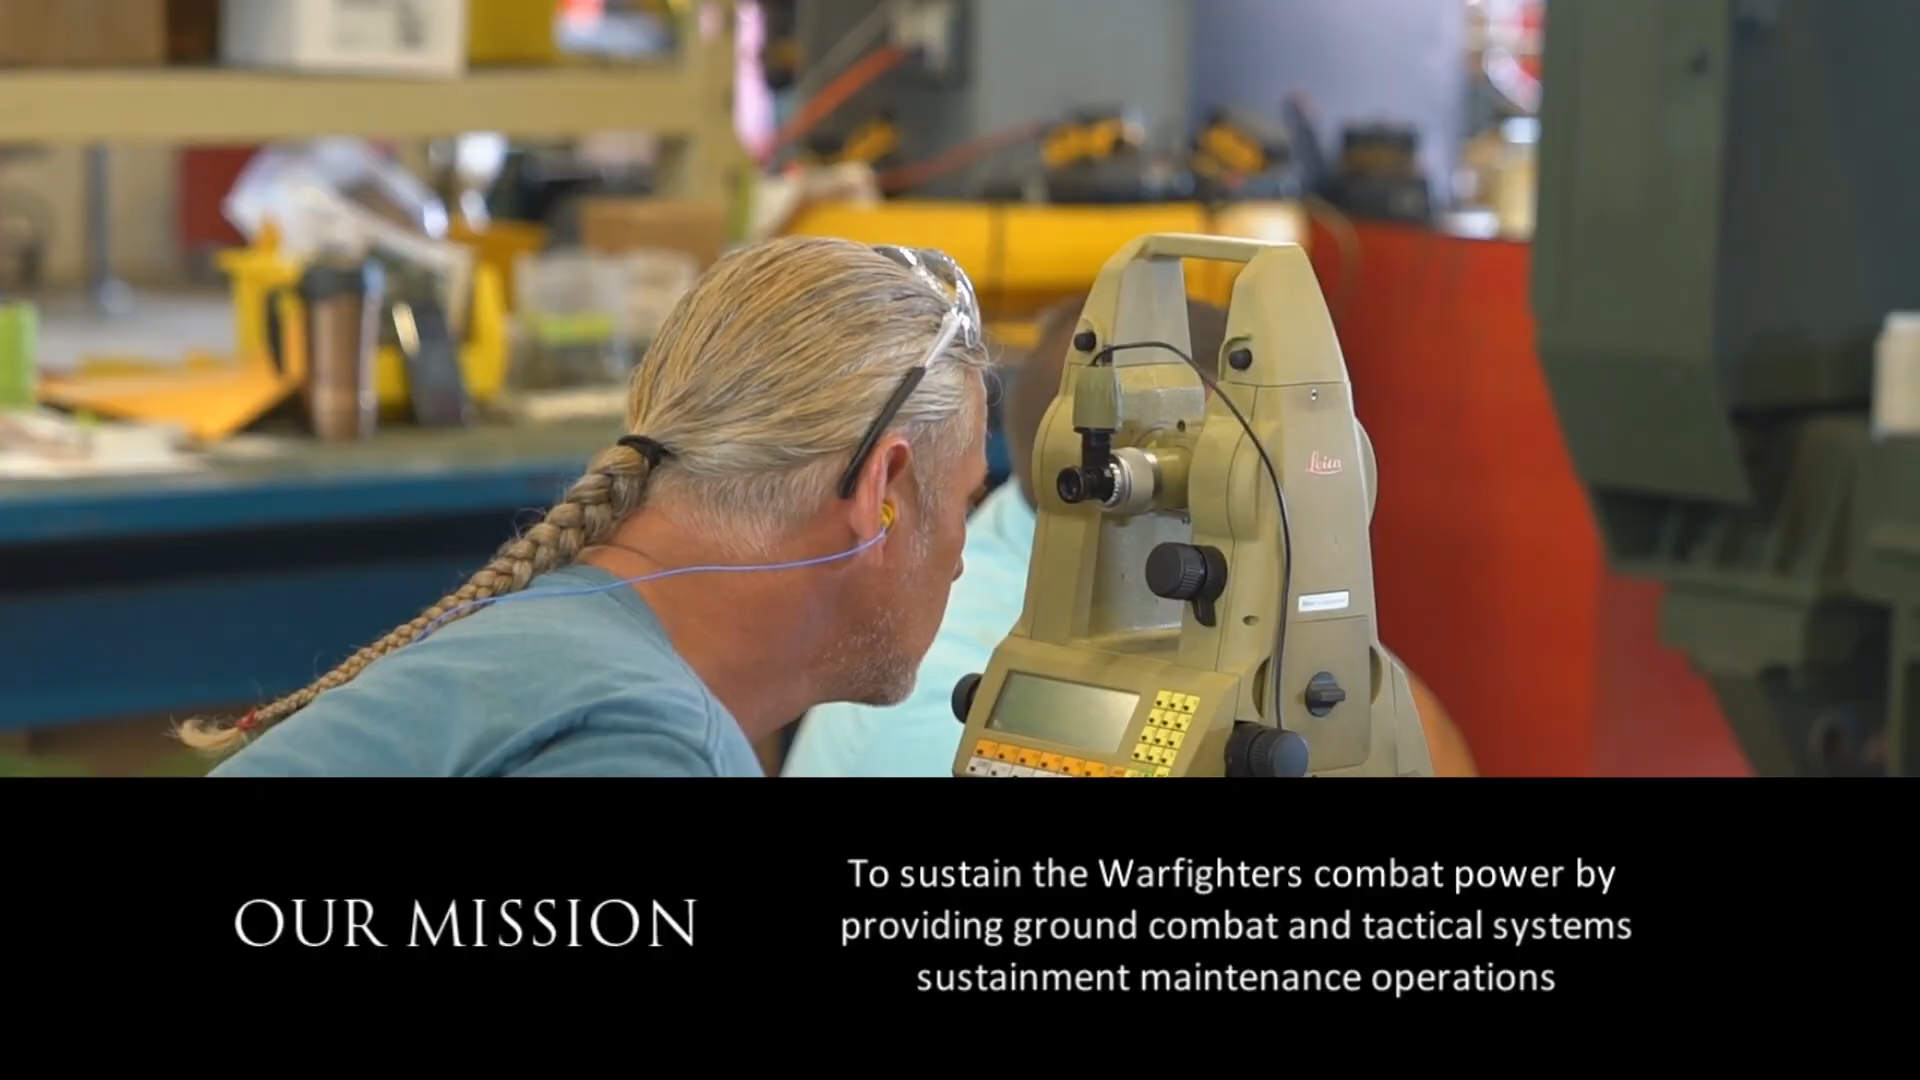 Leica
OUR MISSION
To sustain the Warfighters combat power by
providing ground combat and tactical systems
sustainment maintenance operations